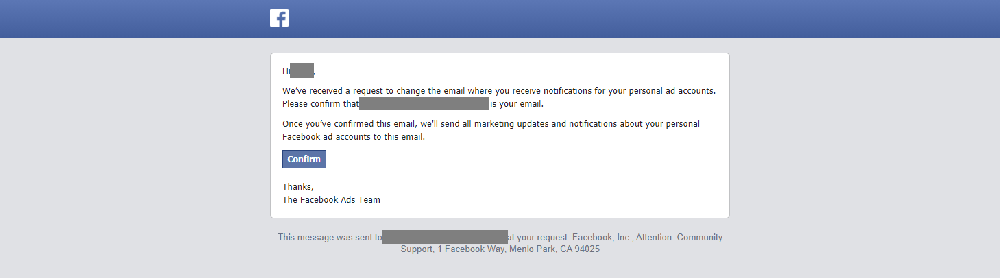 Hi ,
We’ve received a request to change the email where you receive notifications for your personal ad accounts.
Please confirm that is your email.
Once you’ve confirmed this email, we'll send all marketing updates and notifications about your personal
Facebook ad accounts to this email.
Confirm
Thanks,
The Facebook Ads Team
This message was sent to at your request. Facebook, Inc., Attention: Community
Support, 1 Facebook Way, Menlo Park, CA 94025